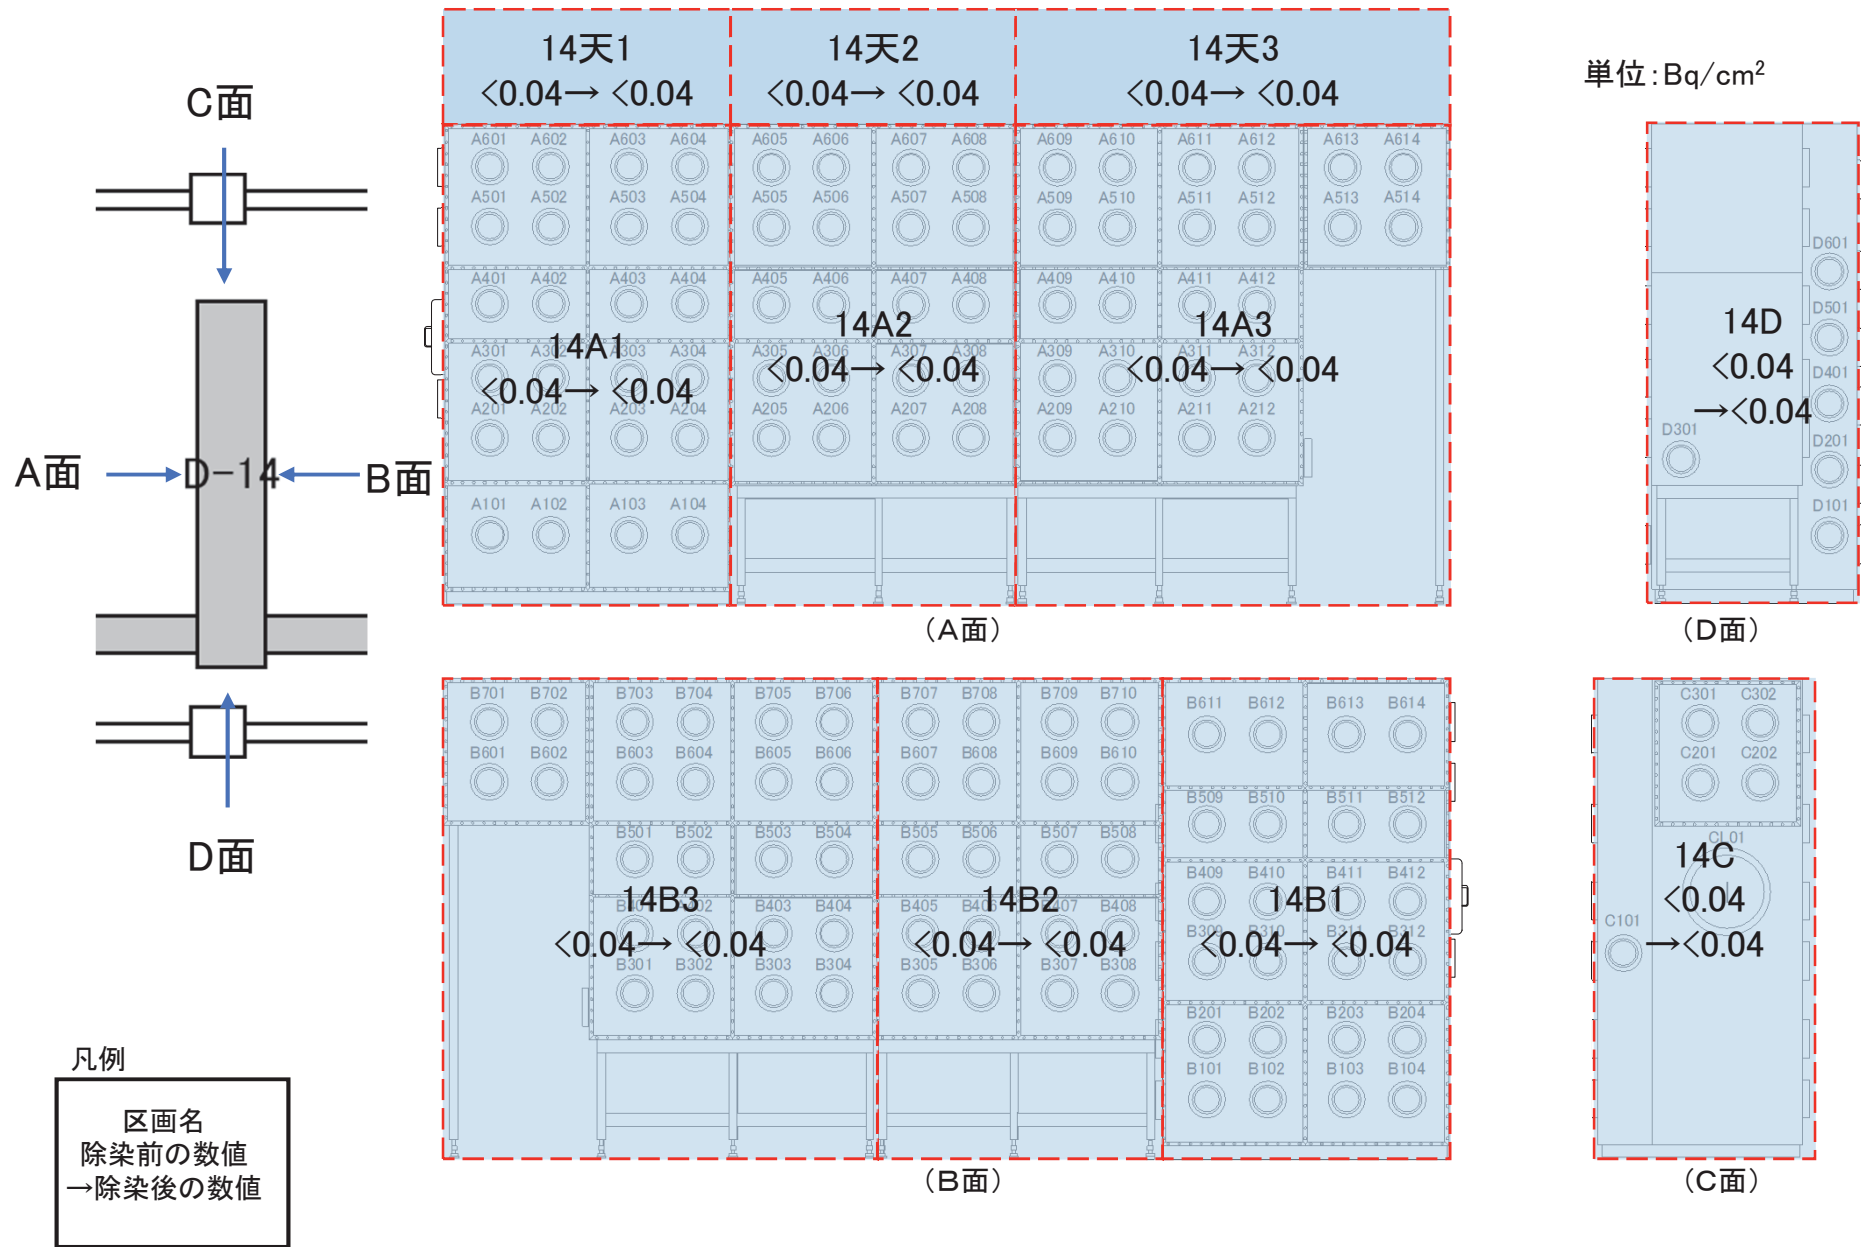 C面
A面
D-14
B面
D面
凡例
区画名
除染前の数値
→除染後の数値
14天1
<0.04→ <0.04
14天2
<0.04→ <0.04
14天3
<0.04→ <0.04
単位:Bq/cm²
A601 A602 A603 A604 A605 A606 A607 A608 A609 A610 A611 A612 A613 A614
A501 A502 A503 A504 A505 A506 A507 A508 A509 A510 A511 A512 A513 A514
A401 A402 A403 A404 A405 A406 A407 A408 A409 A410 A411 A412
14A1
<0.04→ <0.04
14A2
<0.04→ <0.04
14A3
<0.04→ <0.04
A301 A302 A303 A304 A305 A306 A307 A308 A309 A310 A311 A312
A201 A202 A203 A204 A205 A206 A207 A208 A209 A210 A211 A212
A101 A102 A103 A104
(A面)
D601
D501
14D
<0.04
→<0.04
D401
D301
D201
D101
(D面)
B701 B702 B703 B704 B705 B706 B707 B708 B709 B710
B611 B612 B613 B614
B601 B602 B603 B604 B605 B606 B607 B608 B609 B610
B509 B510 B511 B512
B501 B502 B503 B504 B505 B506 B507 B508
B409 B410 B411 B412
14B3
<0.04→ <0.04
14B2
<0.04→ <0.04
14B1
<0.04→ <0.04
A402 B403 B404 B405 B406 B407 B408
B309 B310 B311 B312
B301 B302 B303 B304 B305 B306 B307 B308
B201 B202 B203 B204
B101 B102 B103 B104
(B面)
C301 C302
C201 C202
CL01
14C
<0.04
→<0.04
C101
(C面)